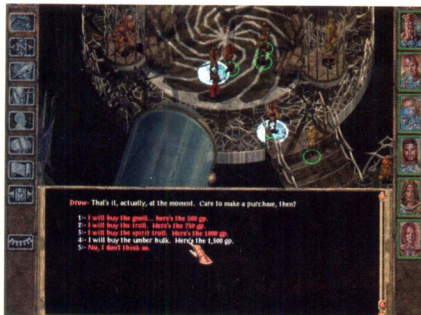 Drow- That's it, actually, at the moment. Care to make a purchase, then?
1:- I will buy the gnoll... here's the 500 gp.
2:- I will buy the troll. Here's the 750 gp.
3:- I will buy the spirit troll. Here's the 1000 gp.
4:- I will buy the umber hulk. Here's the 1,500 gp.
5:- No, I don't think so.